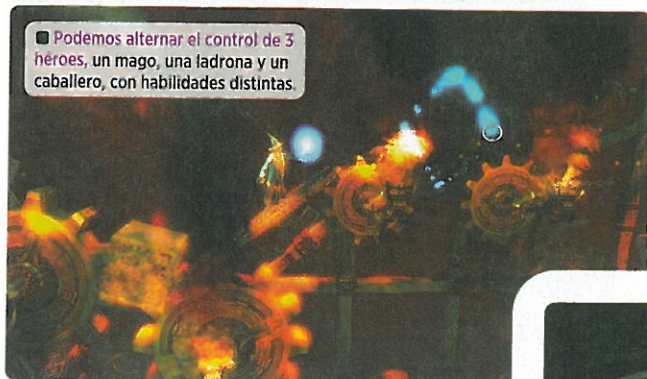 Podemos alternar el control de 3
héroes, un mago, una ladrona y un
caballero, con habilidades distintas.